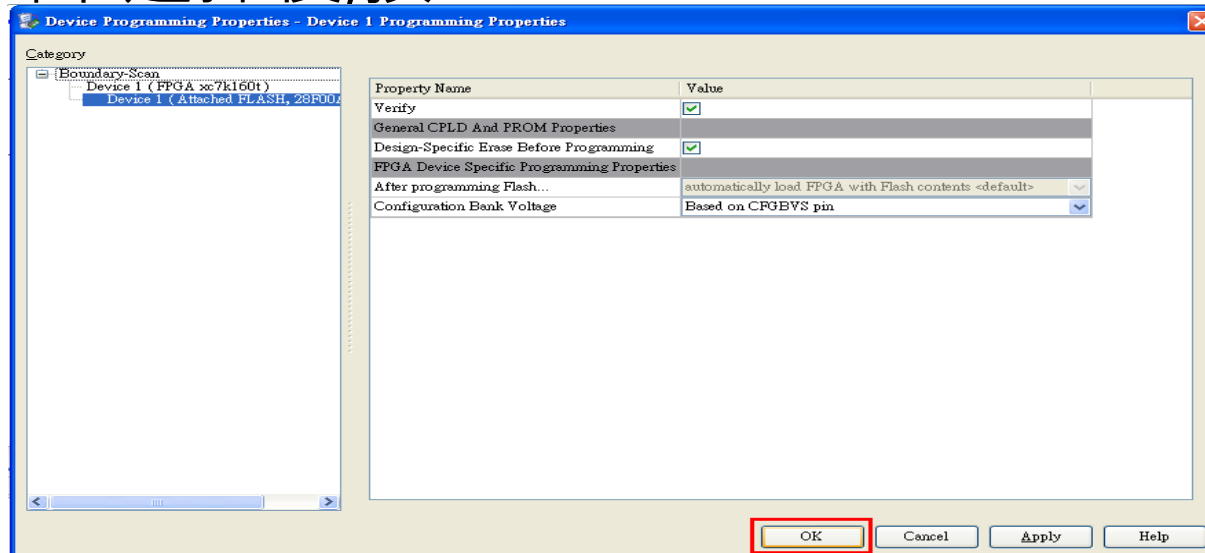 Device Programming Properties - Device 1 Programming Properties
Category
Boundary-Scan
Device 1 ( FPGA xc7k160t )
Device 1 ( Attached FLASH, 28F00
Property Name Value
Verify
General CPLD And PROM Properties
Design-Specific Erase Before Programming
FPGA Device Specific Programming Properties
After programming Flash... automatically load FPGA with Flash contents <default>
Configuration Bank Voltage Based on CFGBVS pin
OK Cancel Apply Help